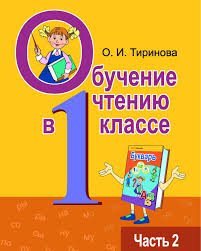 О. И. Тиринова
Обучение
чтению
в 1 классе
Букварь
Часть 2